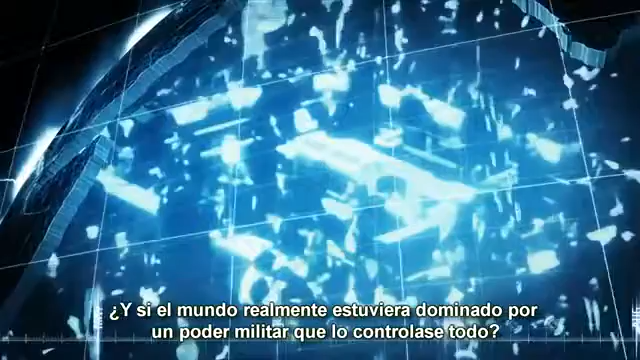 ¿Y si el mundo realmente estuviera dominado por
un poder militar que lo controlase todo?